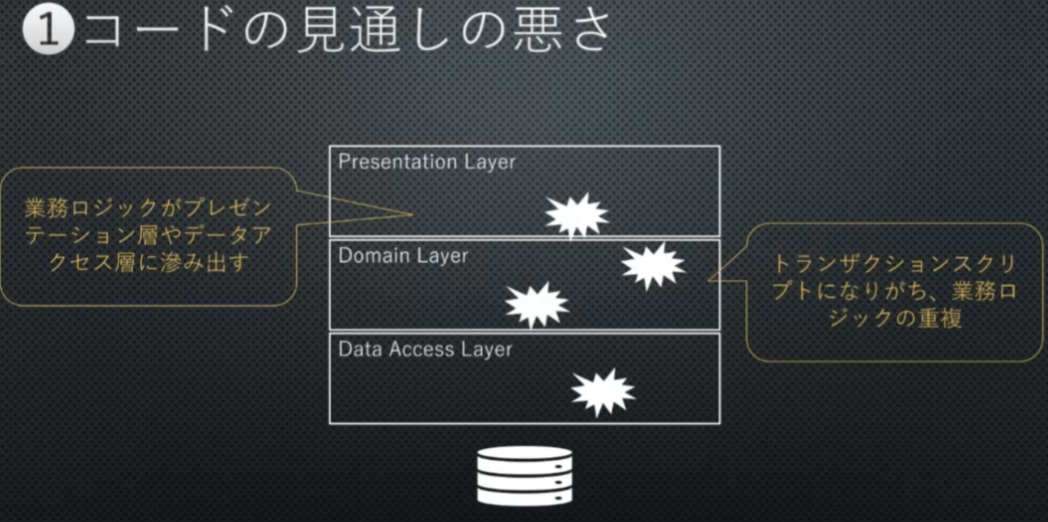 ❶コードの見通しの悪さ
Presentation Layer
業務ロジックがプレゼン
テーション層やデータア
クセス層に滲み出す
Domain Layer
トランザクションスクリ
プトになりがち、業務ロ
ジックの重複
Data Access Layer